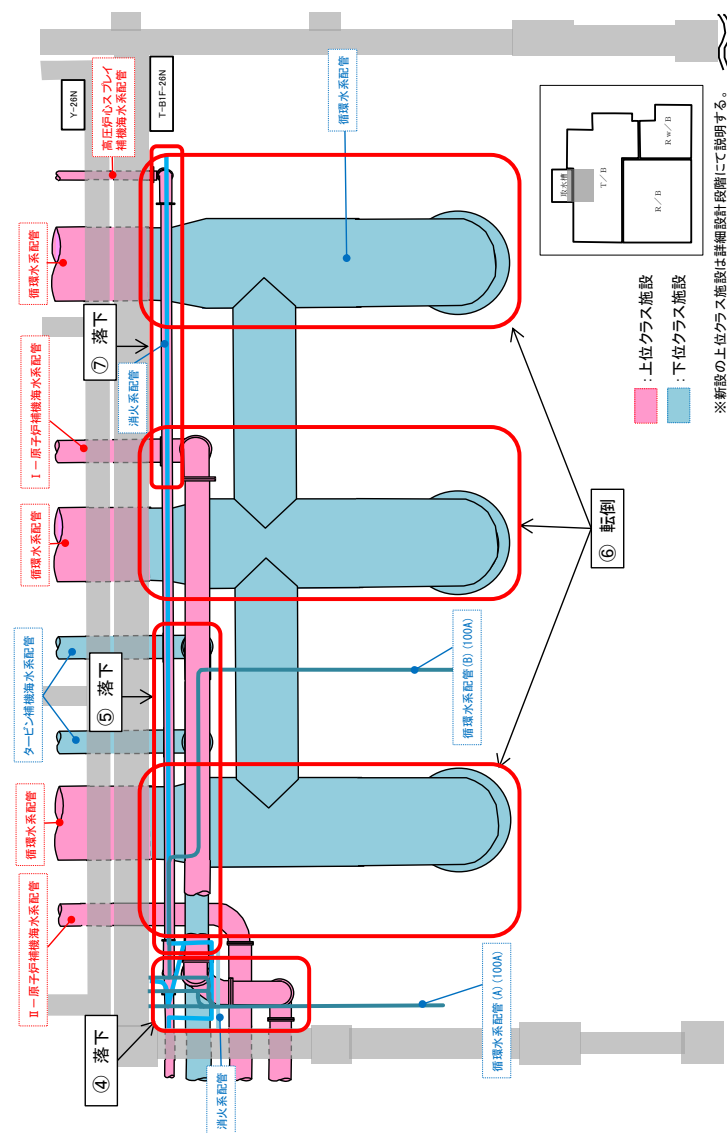 ④ 落下
Ⅱ－原子炉補機海水系配管
循環水系配管
タービン補機海水系配管
循環水系配管
Ⅰ－原子炉補機海水系配管
循環水系配管
高圧炉心スプレイ
補機海水系配管
Y-26N
T-B1F-26N
⑤ 落下
⑦ 落下
消火系配管
循環水系配管
消火系配管
循環水系配管(A)(100A)
循環水系配管(B)(100A)
⑥ 転倒
取水槽
T／B
R／B
Rw／B
：上位クラス施設
：下位クラス施設
※新設の上位クラス施設は詳細設計段階にて説明する。